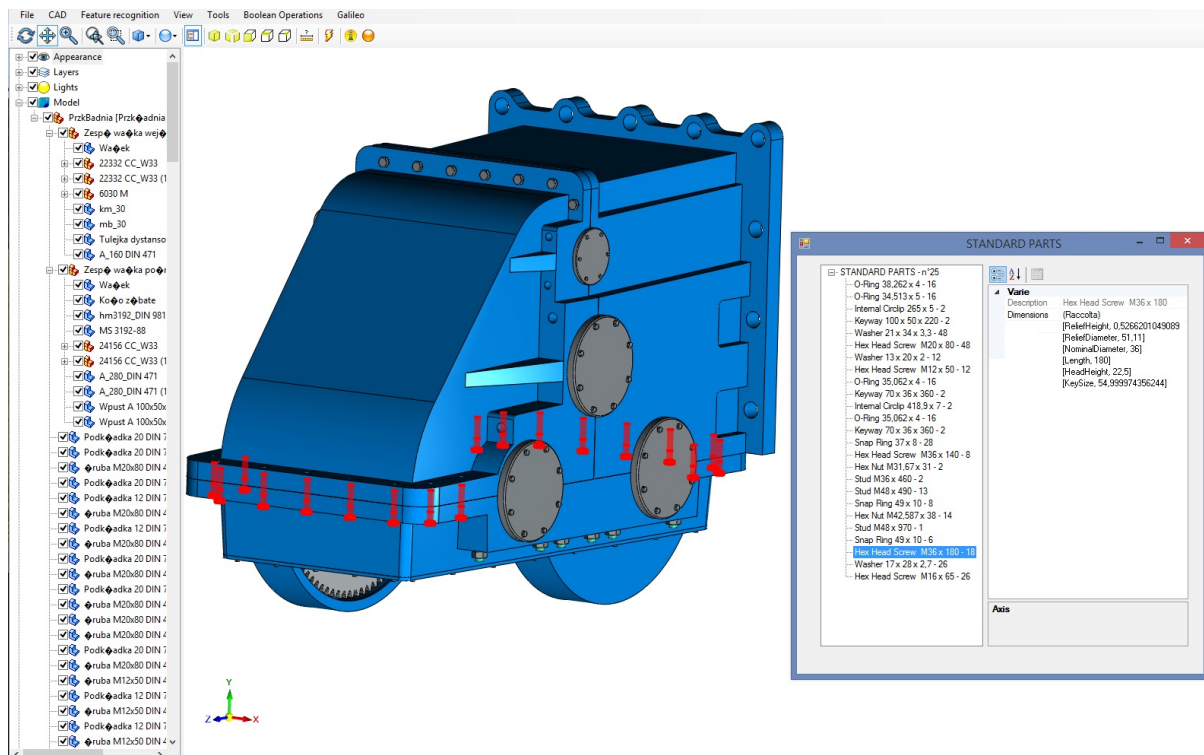 File CAD Feature recognition View Tools Boolean Operations Galileo
Appearance
Layers
Lights
Model
PrzkBadnia [Przk�adnia
Zesp� wa�ka wej�
Wa�ek
22332 CC_W33
22332 CC_W33 (1
6030 M
km_30
mb_30
Tulejka dystanso
A_160 DIN 471
Zesp� wa�ka po�r
Wa�ek
Ko�o z�bate
hm3192_DIN 981
MS 3192-88
24156 CC_W33
24156 CC_W33 (1
A_280_DIN 471
A_280_DIN 471 (1
Wpust A 100x50x
Wpust A 100x50x
Podk�adka 20 DIN 7
Podk�adka 20 DIN 7
�ruba M20x80 DIN 4
Podk�adka 20 DIN 7
Podk�adka 12 DIN 7
�ruba M20x80 DIN 4
Podk�adka 12 DIN 7
�ruba M20x80 DIN 4
Podk�adka 20 DIN 7
�ruba M20x80 DIN 4
Podk�adka 20 DIN 7
�ruba M20x80 DIN 4
�ruba M20x80 DIN 4
�ruba M20x80 DIN 4
Podk�adka 20 DIN 7
�ruba M20x80 DIN 4
�ruba M12x50 DIN 4
Podk�adka 12 DIN 7
�ruba M12x50 DIN 4
Podk�adka 12 DIN 7
�ruba M12x50 DIN 4
Y
Z
X
STANDARD PARTS
STANDARD PARTS - n°25
O-Ring 38,262 x 4 - 16
O-Ring 34,513 x 5 - 16
Internal Circlip 265 x 5 - 2
Keyway 100 x 50 x 220 - 2
Washer 21 x 34 x 3,3 - 48
Hex Head Screw M20 x 80 - 48
Washer 13 x 20 x 2 - 12
Hex Head Screw M12 x 50 - 12
O-Ring 35,062 x 4 - 16
Keyway 70 x 36 x 360 - 2
Internal Circlip 418,9 x 7 - 2
O-Ring 35,062 x 4 - 16
Keyway 70 x 36 x 360 - 2
Snap Ring 37 x 8 - 28
Hex Head Screw M36 x 140 - 8
Hex Nut M31,67 x 31 - 2
Stud M36 x 460 - 2
Stud M48 x 490 - 13
Snap Ring 49 x 10 - 8
Hex Nut M42,587 x 38 - 14
Stud M48 x 970 - 1
Snap Ring 49 x 10 - 6
Hex Head Screw M36 x 180 - 18
Washer 17 x 28 x 2,7 - 26
Hex Head Screw M16 x 65 - 26
Varie
Description Hex Head Screw M36 x 180
Dimensions (Raccolta)
[ReliefHeight, 0,5266201049089
[ReliefDiameter, 51,11]
[NominalDiameter, 36]
[Length, 180]
[HeadHeight, 22,5]
[KeySize, 54,999974356244]
Axis